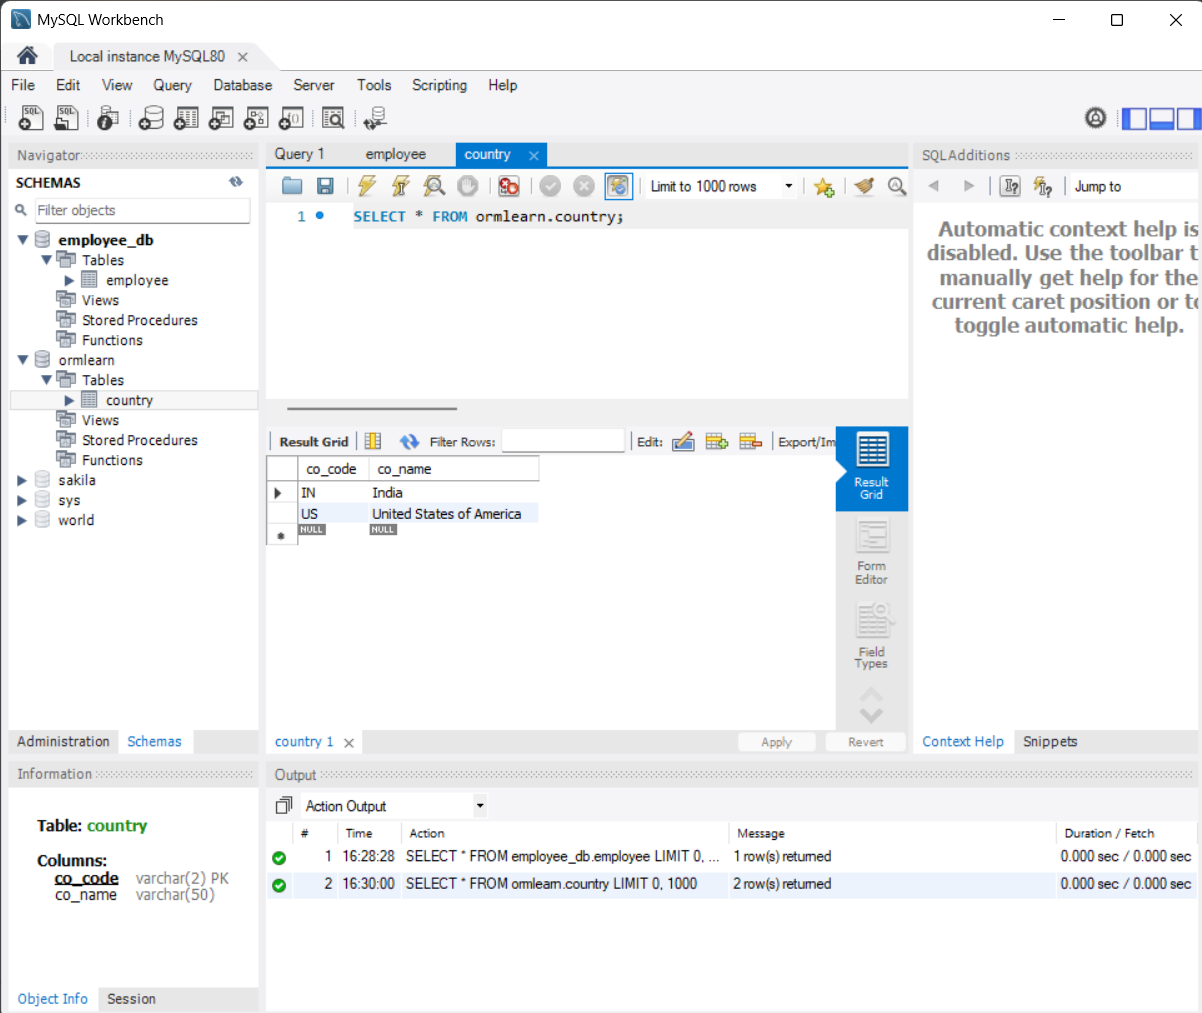 MySQL Workbench
Local instance MySQL80
File Edit View Query Database Server Tools Scripting Help
Navigator
SCHEMAS
Filter objects
employee_db
Tables
employee
Views
Stored Procedures
Functions
ormlearn
Tables
country
Views
Stored Procedures
Functions
sakila
sys
world
Administration Schemas
Information
Table: country
Columns:
co_code varchar(2) PK
co_name varchar(50)
Object Info Session
Query 1 employee country
Limit to 1000 rows
1 SELECT * FROM ormlearn.country;
Result Grid Filter Rows: Edit: Export/Im
co_code co_name
IN India
US United States of America
NULL NULL
Result
Grid
Form
Editor
Field
Types
country 1 Apply Revert
SQLAdditions
Jump to
Automatic context help is
disabled. Use the toolbar t
manually get help for the
current caret position or to
toggle automatic help.
Context Help Snippets
Output
Action Output
# Time Action Message Duration / Fetch
1 16:28:28 SELECT * FROM employee_db.employee LIMIT 0, ... 1 row(s) returned 0.000 sec / 0.000 sec
2 16:30:00 SELECT * FROM ormlearn.country LIMIT 0, 1000 2 row(s) returned 0.000 sec / 0.000 sec